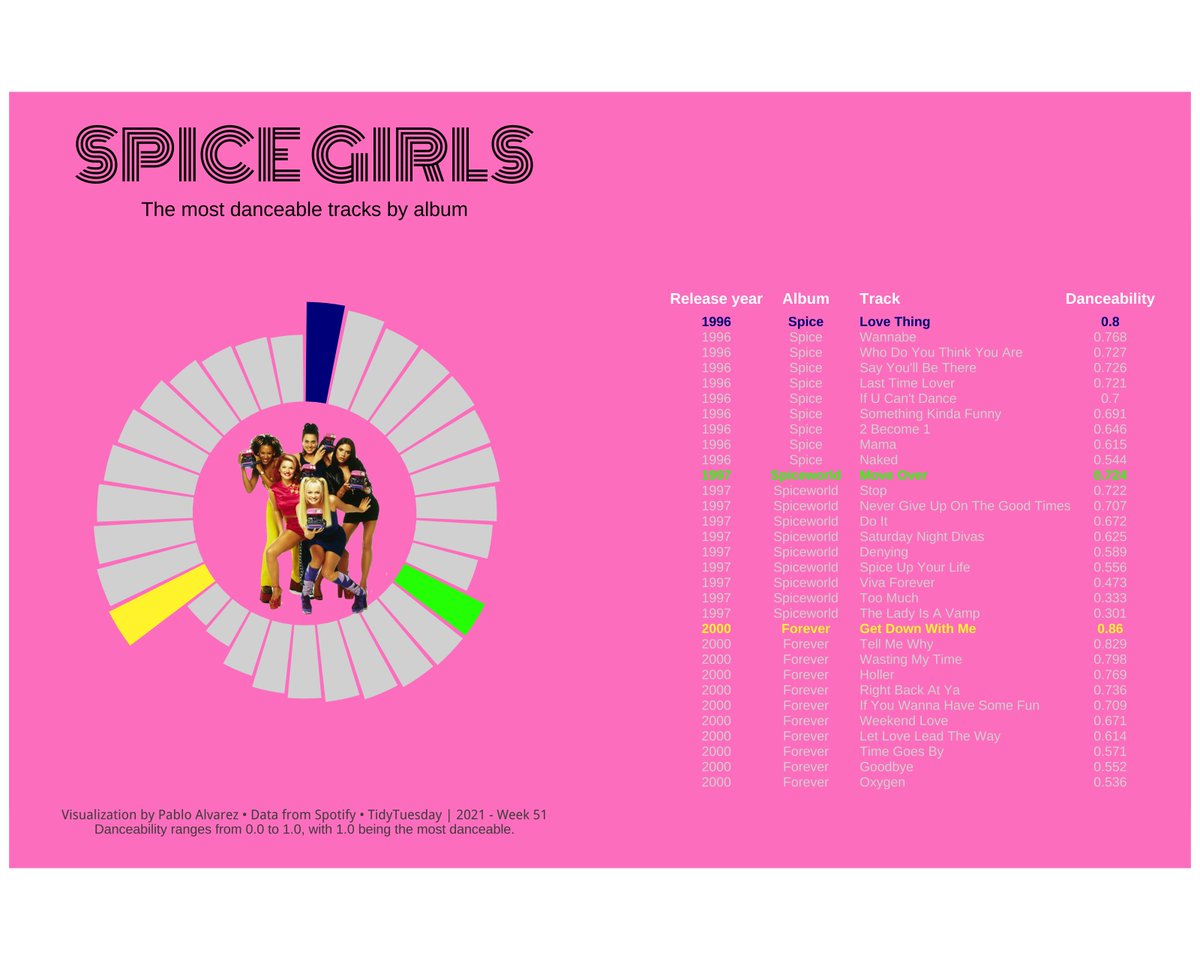 SPICE GIRLS
The most danceable tracks by album
Release year Album Track Danceability
1996 Spice Love Thing 0.8
1996 Spice Wannabe 0.768
1996 Spice Who Do You Think You Are 0.727
1996 Spice Say You'll Be There 0.726
1996 Spice Last Time Lover 0.721
1996 Spice If U Can't Dance 0.7
1996 Spice Something Kinda Funny 0.691
1996 Spice 2 Become 1 0.646
1996 Spice Mama 0.615
1996 Spice Naked 0.544
1997 Spiceworld Move Over
1997 Spiceworld Stop 0.722
1997 Spiceworld Never Give Up On The Good Times 0.707
1997 Spiceworld Do It 0.672
1997 Spiceworld Saturday Night Divas 0.625
1997 Spiceworld Denying 0.589
1997 Spiceworld Spice Up Your Life 0.556
1997 Spiceworld Viva Forever 0.473
1997 Spiceworld Too Much 0.333
1997 Spiceworld The Lady Is A Vamp 0.301
2000 Forever Get Down With Me 0.86
2000 Forever Tell Me Why 0.829
2000 Forever Wasting My Time 0.798
2000 Forever Holler 0.769
2000 Forever Right Back At Ya 0.736
2000 Forever If You Wanna Have Some Fun 0.709
2000 Forever Weekend Love 0.671
2000 Forever Let Love Lead The Way 0.614
2000 Forever Time Goes By 0.571
2000 Forever Goodbye 0.552
2000 Forever Oxygen 0.536
Visualization by Pablo Alvarez • Data from Spotify • TidyTuesday | 2021 - Week 51
Danceability ranges from 0.0 to 1.0, with 1.0 being the most danceable.